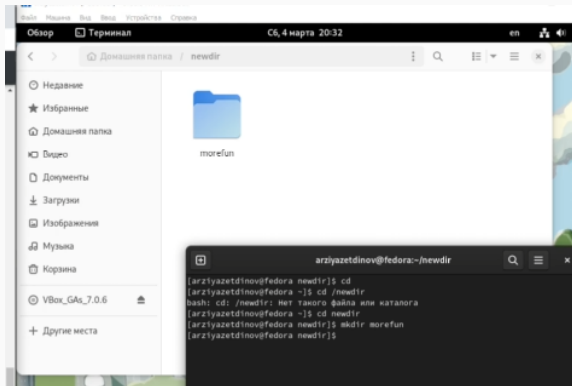 Файл Машина Вид Ввод Устройства Справка
Обзор Терминал Сб, 4 марта 20:32 en
Домашняя папка / newdir
Недавние
Избранные
Домашняя папка
Видео
Документы
Загрузки
Изображения
Музыка
Корзина
VBox_GAs_7.0.6
Другие места
morefun
arziyazetdinov@fedora:~/newdir
[arziyazetdinov@fedora newdir]$ cd
[arziyazetdinov@fedora ~]$ cd /newdir
bash: cd: /newdir: Нет такого файла или каталога
[arziyazetdinov@fedora ~]$ cd newdir
[arziyazetdinov@fedora newdir]$ mkdir morefun
[arziyazetdinov@fedora newdir]$